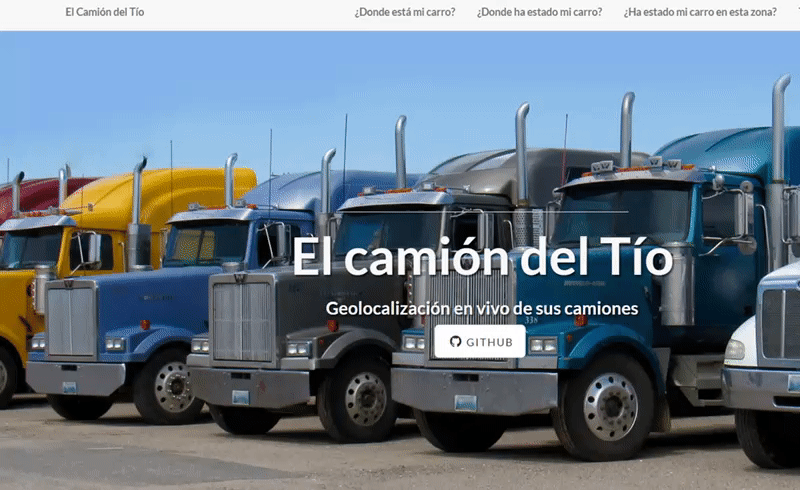 El Camión del Tío
¿Donde está mi carro?
¿Donde ha estado mi carro?
¿Ha estado mi carro en esta zona?
El camión del Tío
Geolocalización en vivo de sus camiones
338
GITHUB